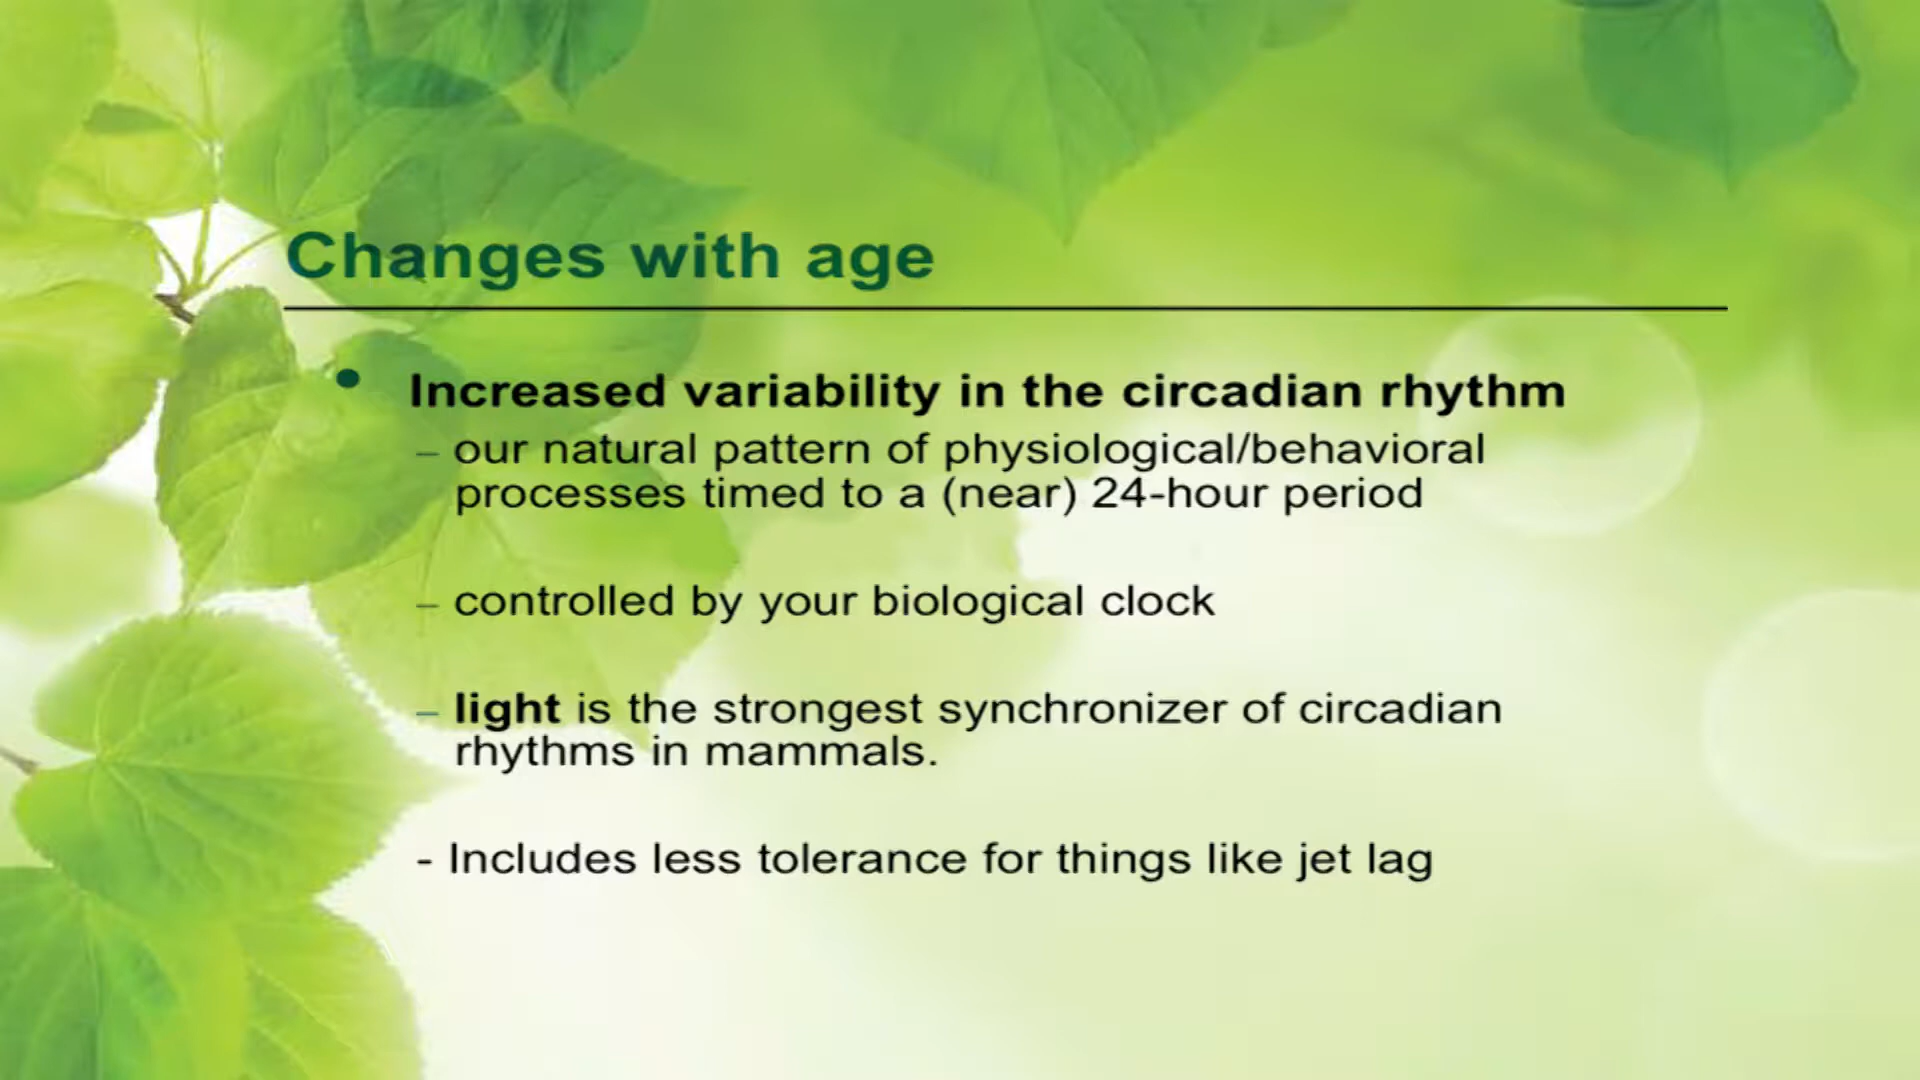 Changes with age
• Increased variability in the circadian rhythm
– our natural pattern of physiological/behavioral
processes timed to a (near) 24-hour period
– controlled by your biological clock
– light is the strongest synchronizer of circadian
rhythms in mammals.
- Includes less tolerance for things like jet lag